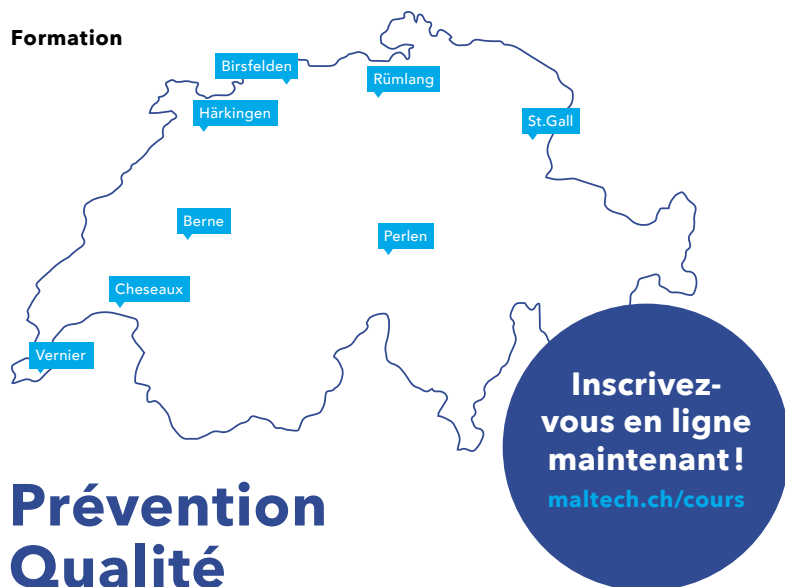 Formation
Birsfelden
Rümlang
Härkingen
St.Gall
Berne
Perlen
Cheseaux
Vernier
Inscrivez-
vous en ligne
maintenant!
maltech.ch/cours
Prévention
Qualité